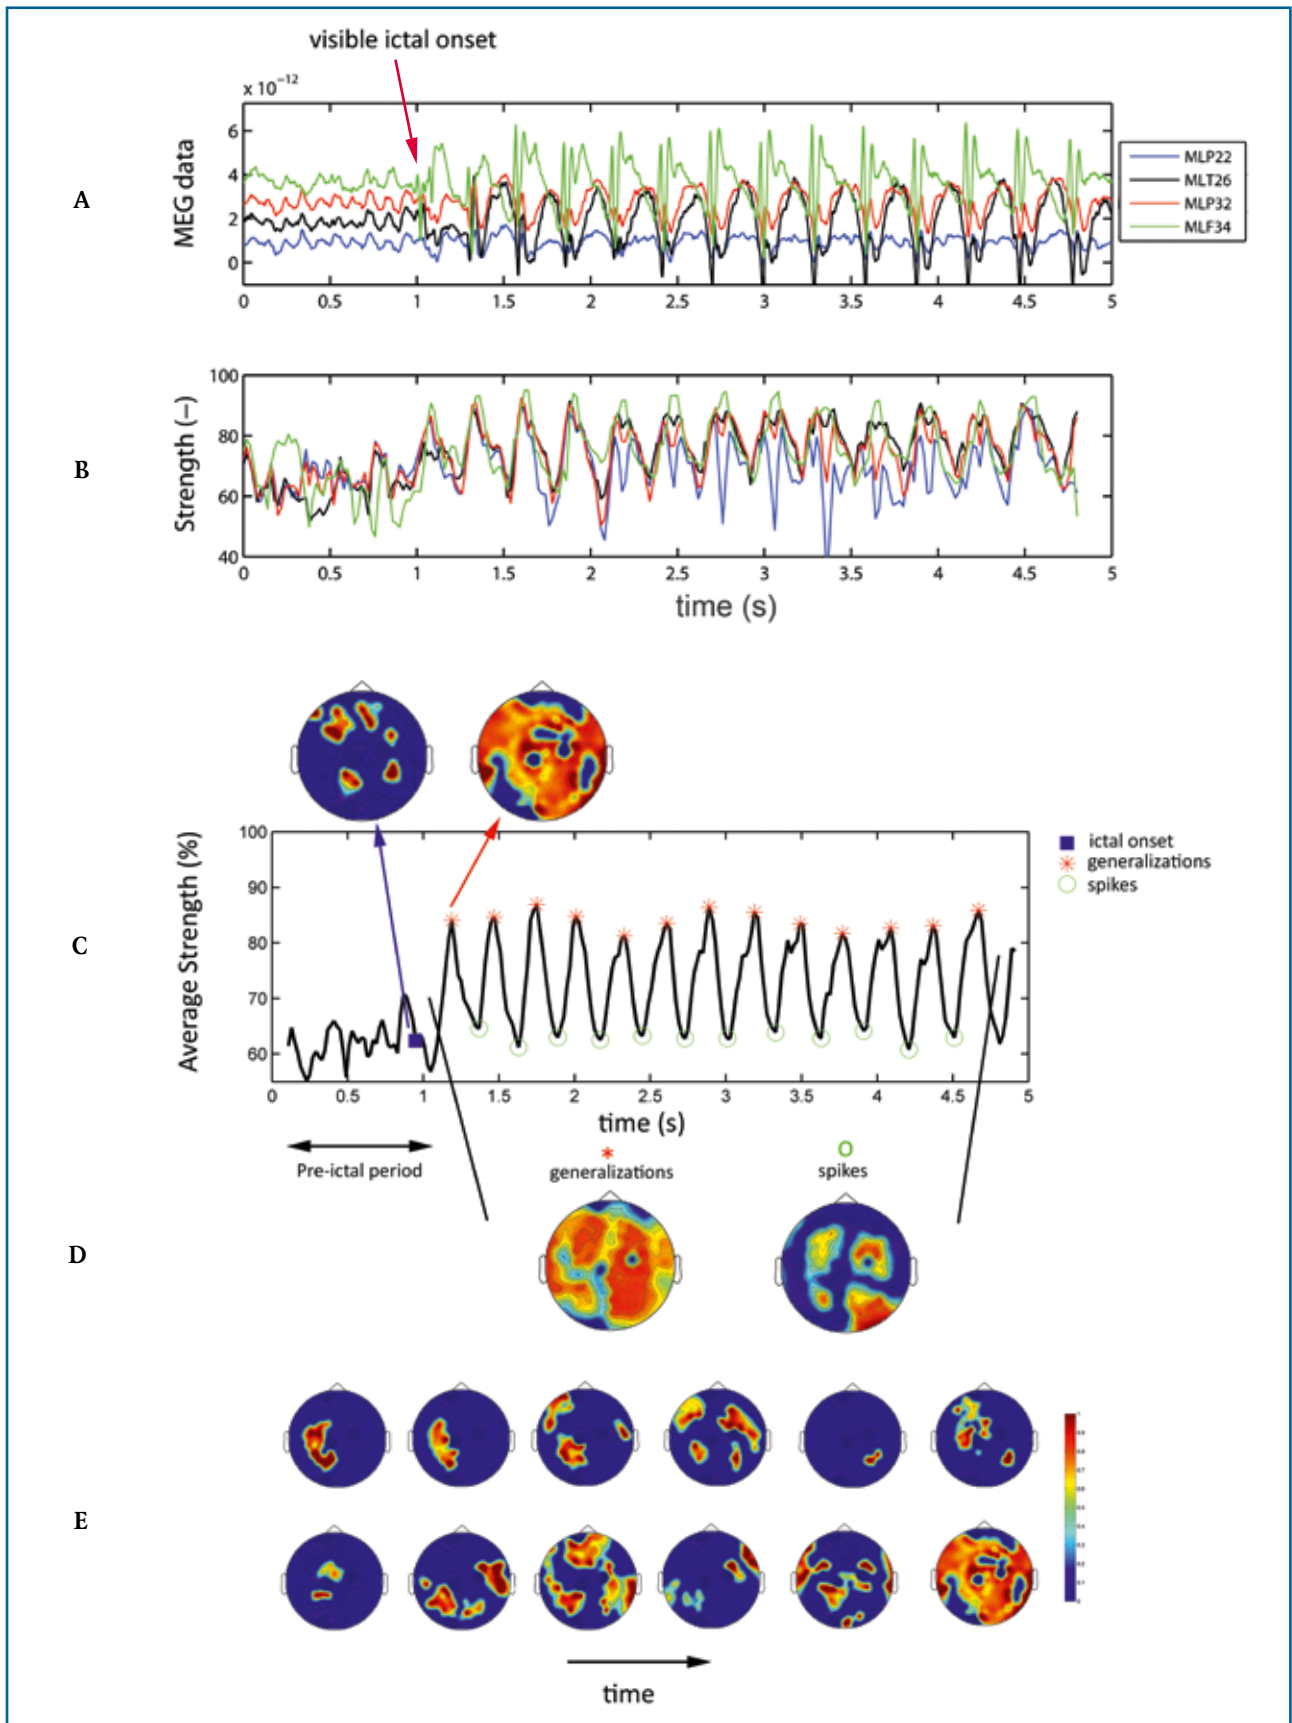 visible ictal onset
x 10⁻¹²
A
MEG data
6
4
2
0
0 0.5 1 1.5 2 2.5 3 3.5 4 4.5 5
MLP22
MLT26
MLP32
MLF34
B
Strength (–)
100
80
60
40
0 0.5 1 1.5 2 2.5 3 3.5 4 4.5 5
time (s)
C
Average Strength (%)
100
90
80
70
60
0 0.5 1 1.5 2 2.5 3 3.5 4 4.5 5
time (s)
ictal onset
generalizations
spikes
Pre-ictal period
* generalizations
o spikes
D
E
time